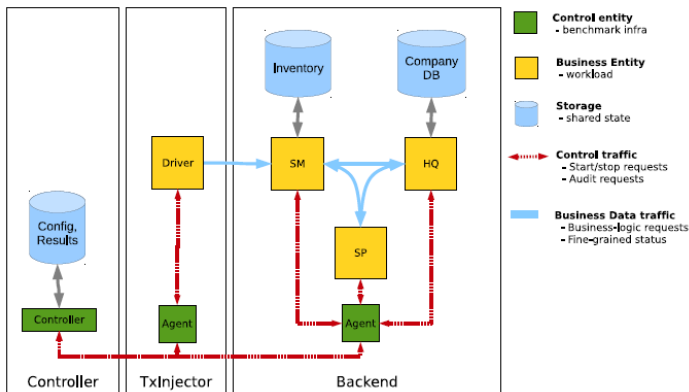 Inventory
Company
DB
Driver
SM
HQ
Config,
Results
SP
Controller
Agent
Agent
Controller
TxInjector
Backend
Control entity
- benchmark infra
Business Entity
- workload
Storage
- shared state
Control traffic
- Start/stop requests
- Audit requests
Business Data traffic
- Business-logic requests
- Fine-grained status